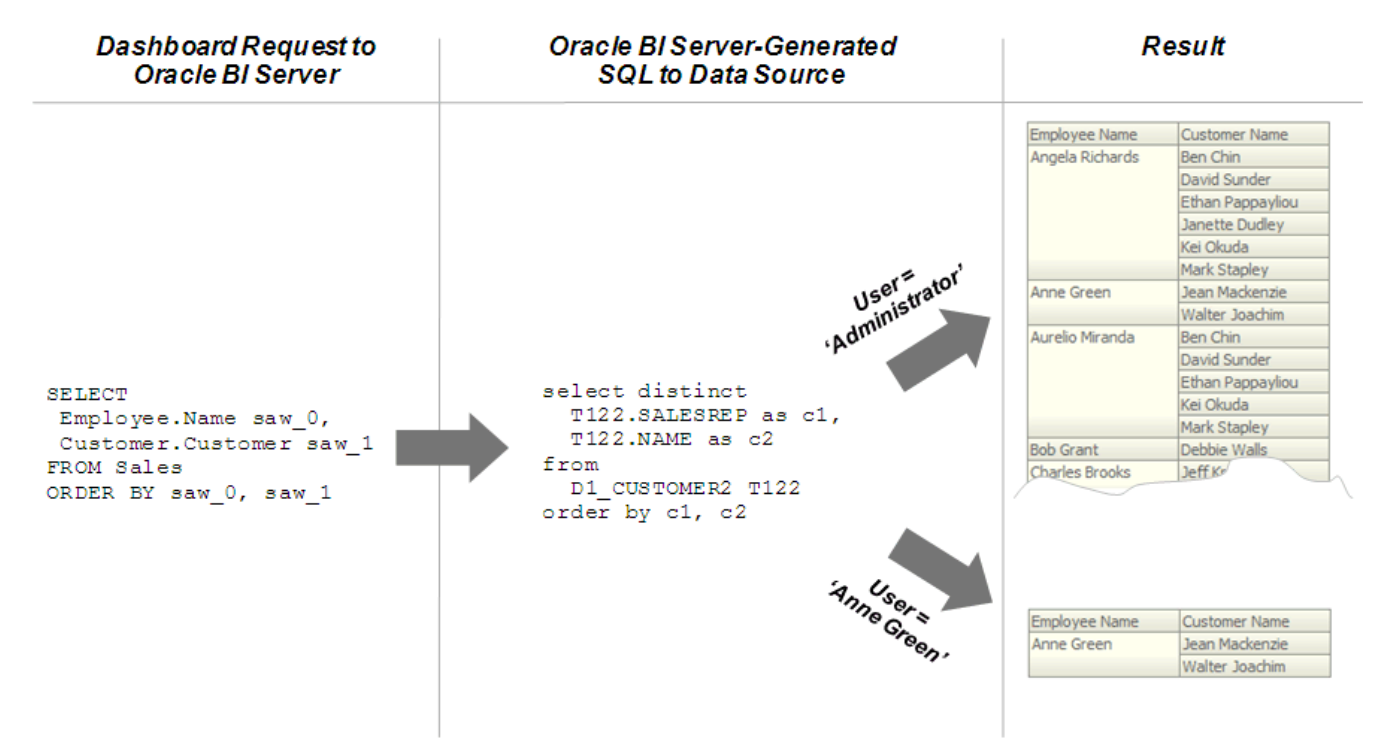 Dashboard Request to
Oracle BI Server
Oracle BI Server-Generated
SQL to Data Source
Result
SELECT
Employee.Name saw_0,
Customer.Customer saw_1
FROM Sales
ORDER BY saw_0, saw_1
select distinct
T122.SALESREP as c1,
T122.NAME as c2
from
D1_CUSTOMER2 T122
order by c1, c2
User=
‘Administrator’
User=
‘Anne Green’
Employee Name Customer Name
Angela Richards Ben Chin
David Sunder
Ethan Pappayliou
Janette Dudley
Kei Okuda
Mark Stapley
Anne Green Jean Mackenzie
Walter Joachim
Aurelio Miranda Ben Chin
David Sunder
Ethan Pappayliou
Kei Okuda
Mark Stapley
Bob Grant Debbie Walls
Charles Brooks Jeff
Employee Name Customer Name
Anne Green Jean Mackenzie
Walter Joachim